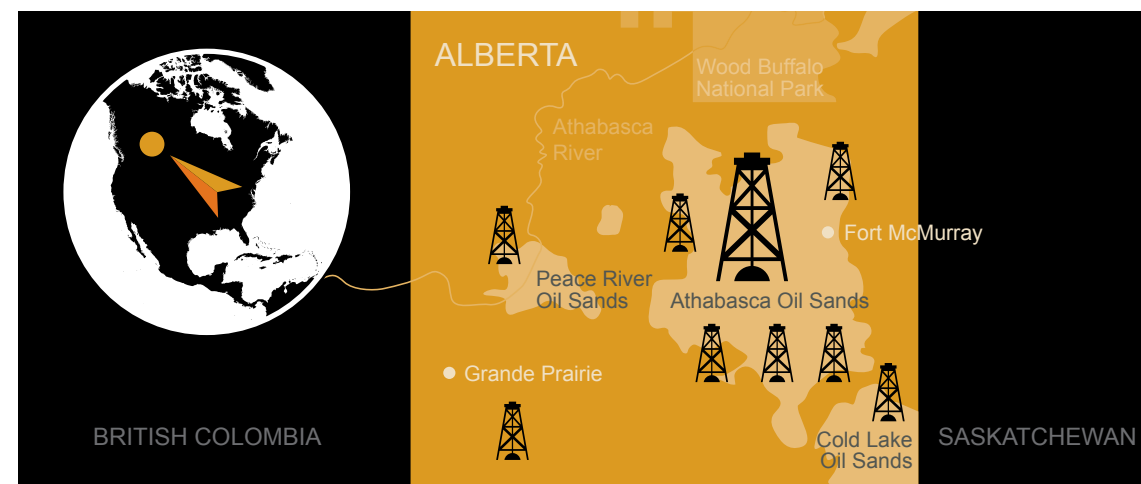 ALBERTA
Wood Buffalo
National Park
Athabasca
River
Fort McMurray
Peace River
Oil Sands
Athabasca Oil Sands
Grande Prairie
BRITISH COLOMBIA
Cold Lake
Oil Sands
SASKATCHEWAN